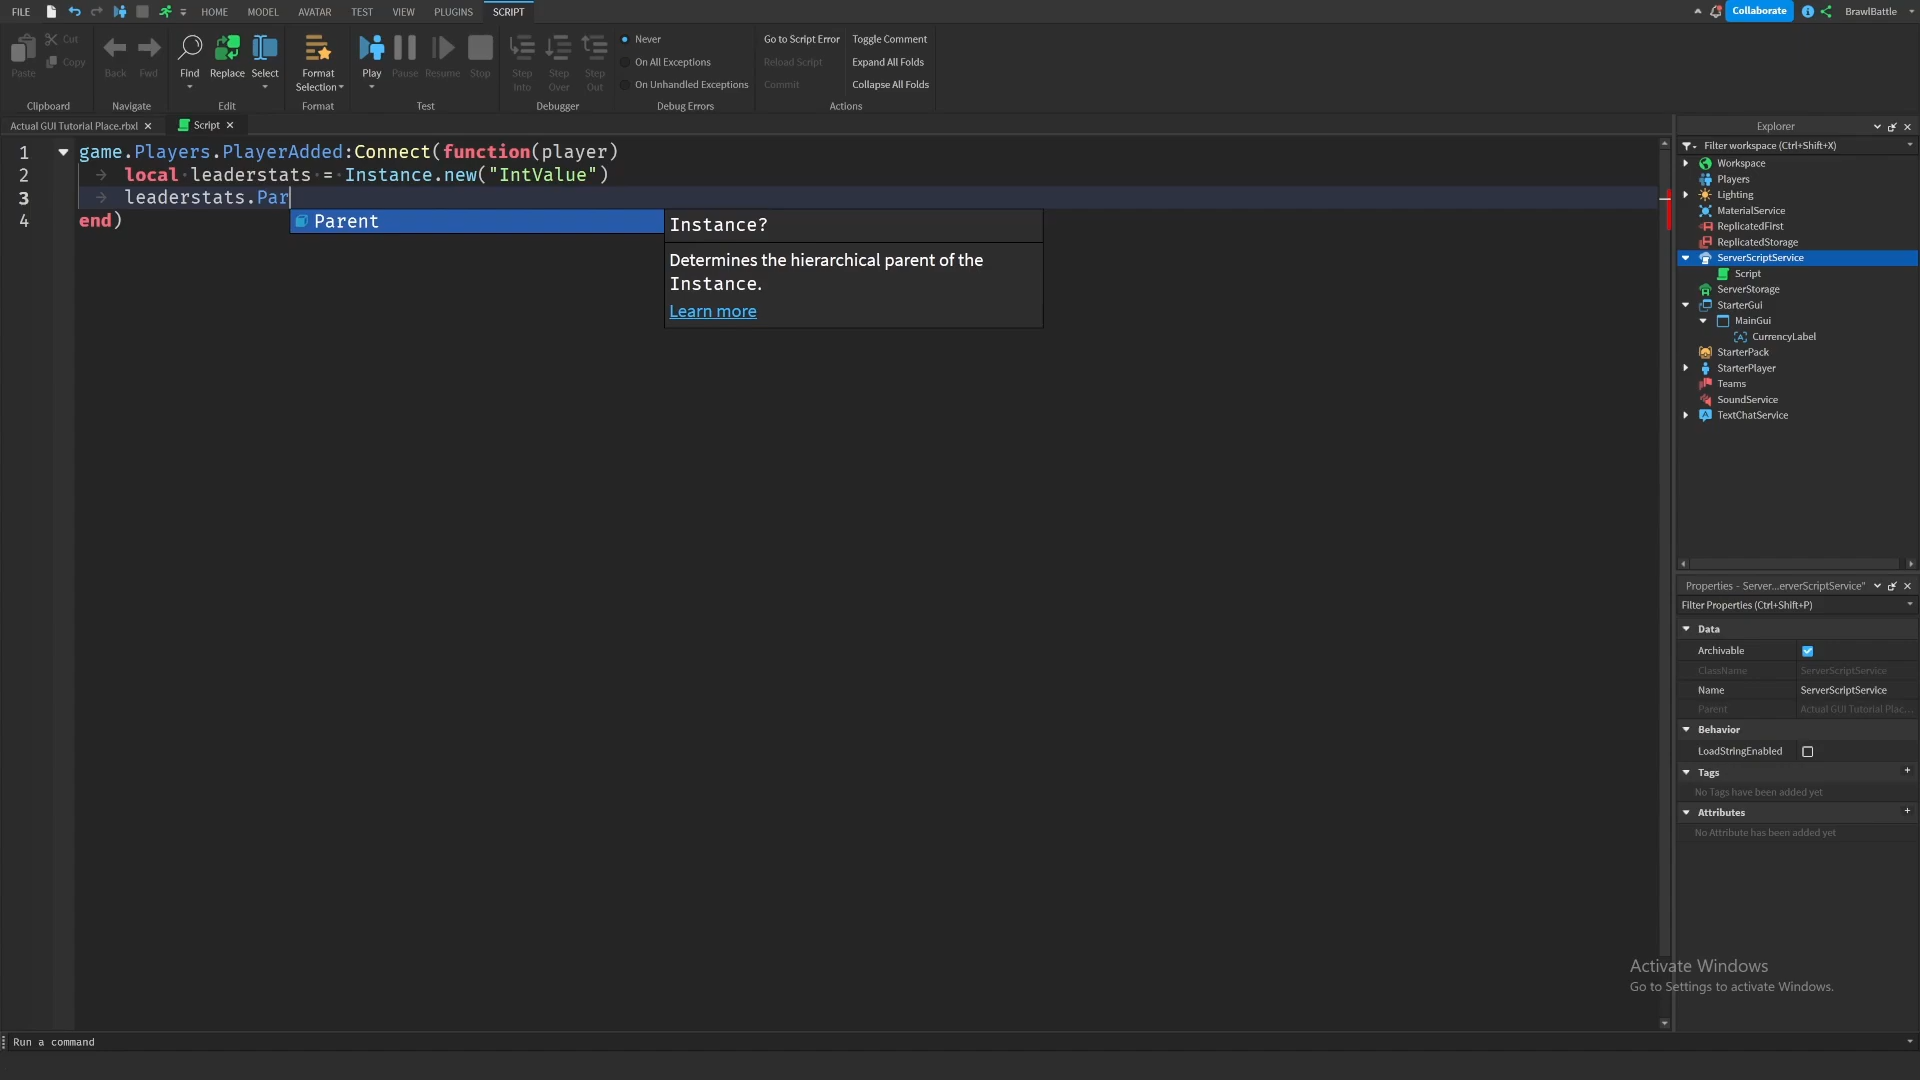 FILE HOME MODEL AVATAR TEST VIEW PLUGINS SCRIPT Collaborate BrawlBattle
Paste Cut Copy Back Fwd Find Replace Select Format Selection Play Pause Resume Stop Step Into Step Over Step Out
Never
On All Exceptions
On Unhandled Exceptions
Go to Script Error
Reload Script
Commit
Toggle Comment
Expand All Folds
Collapse All Folds
Clipboard Navigate Edit Format Test Debugger Debug Errors Actions
Actual GUI Tutorial Place.rbxl Script
1 game.Players.PlayerAdded:Connect(function(player)
2 local leaderstats = Instance.new("IntValue")
3 leaderstats.Par
4 end)
Parent
Instance?
Determines the hierarchical parent of the
Instance.
Learn more
Explorer
Filter workspace (Ctrl+Shift+X)
Workspace
Players
Lighting
MaterialService
ReplicatedFirst
ReplicatedStorage
ServerScriptService
Script
ServerStorage
StarterGui
MainGui
CurrencyLabel
StarterPack
StarterPlayer
Teams
SoundService
TextChatService
Properties - Server...erverScriptService"
Filter Properties (Ctrl+Shift+P)
Data
Archivable
ClassName ServerScriptService
Name ServerScriptService
Parent Actual GUI Tutorial Plac...
Behavior
LoadStringEnabled
Tags +
No Tags have been added yet
Attributes +
No Attribute has been added yet
Activate Windows
Go to Settings to activate Windows.
Run a command